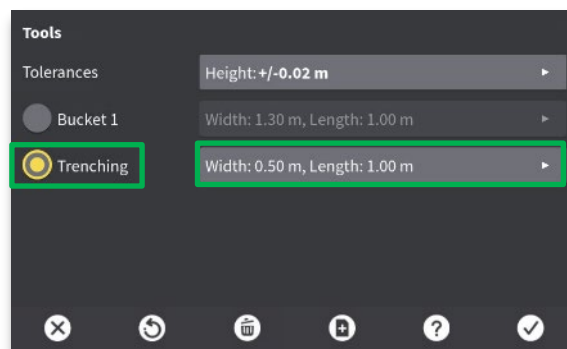 Tools
Tolerances Height: +/-0.02 m
Bucket 1 Width: 1.30 m, Length: 1.00 m
Trenching Width: 0.50 m, Length: 1.00 m
?